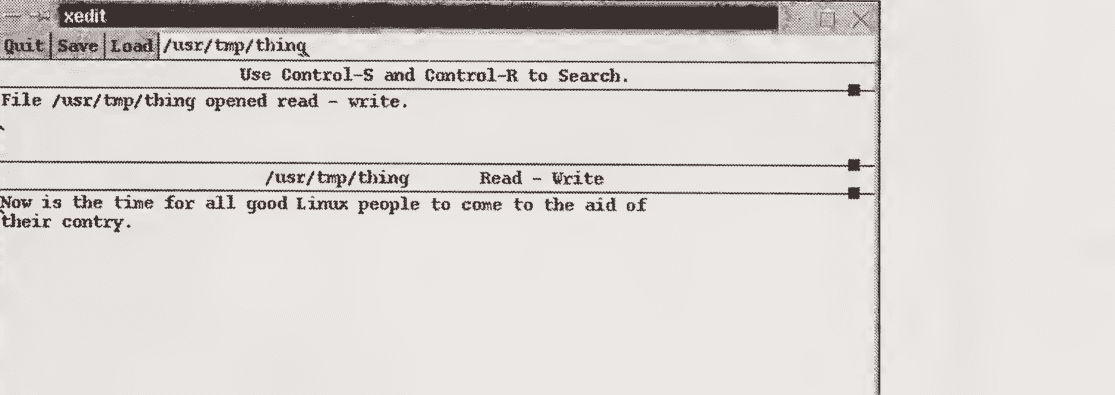 xedit
Quit Save Load /usr/tmp/thing
Use Control-S and Control-R to Search.
File /usr/tmp/thing opened read - write.
/usr/tmp/thing Read - Write
Now is the time for all good Linux people to come to the aid of
their contry.